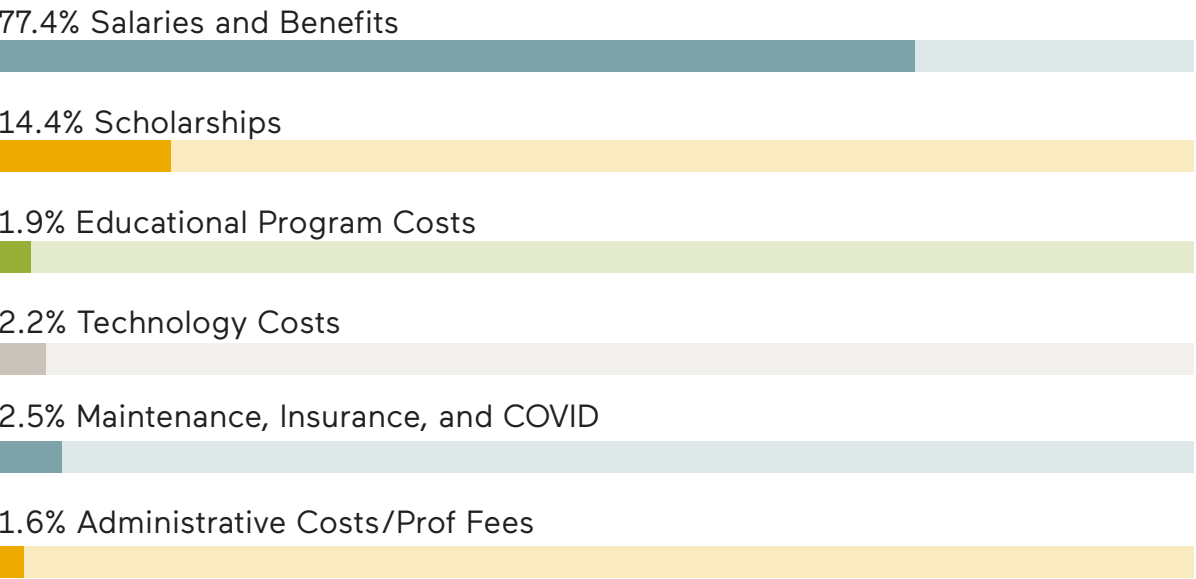 77.4% Salaries and Benefits
14.4% Scholarships
1.9% Educational Program Costs
2.2% Technology Costs
2.5% Maintenance, Insurance, and COVID
1.6% Administrative Costs/Prof Fees